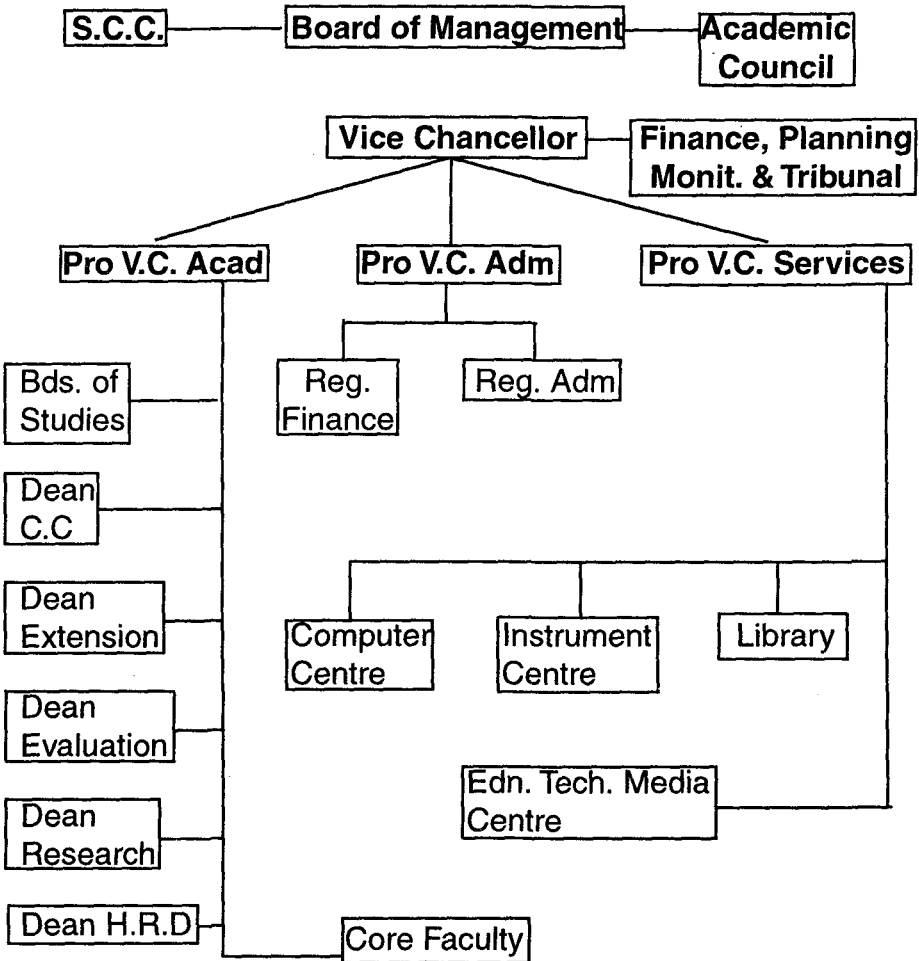 S.C.C.
Board of Management
Academic
Council
Vice Chancellor
Finance, Planning
Monit. & Tribunal
Pro V.C. Acad
Pro V.C. Adm
Pro V.C. Services
Bds. of
Studies
Reg.
Finance
Reg. Adm
Dean
C.C
Dean
Extension
Computer
Centre
Instrument
Centre
Library
Dean
Evaluation
Edn. Tech. Media
Centre
Dean
Research
Dean H.R.D
Core Faculty